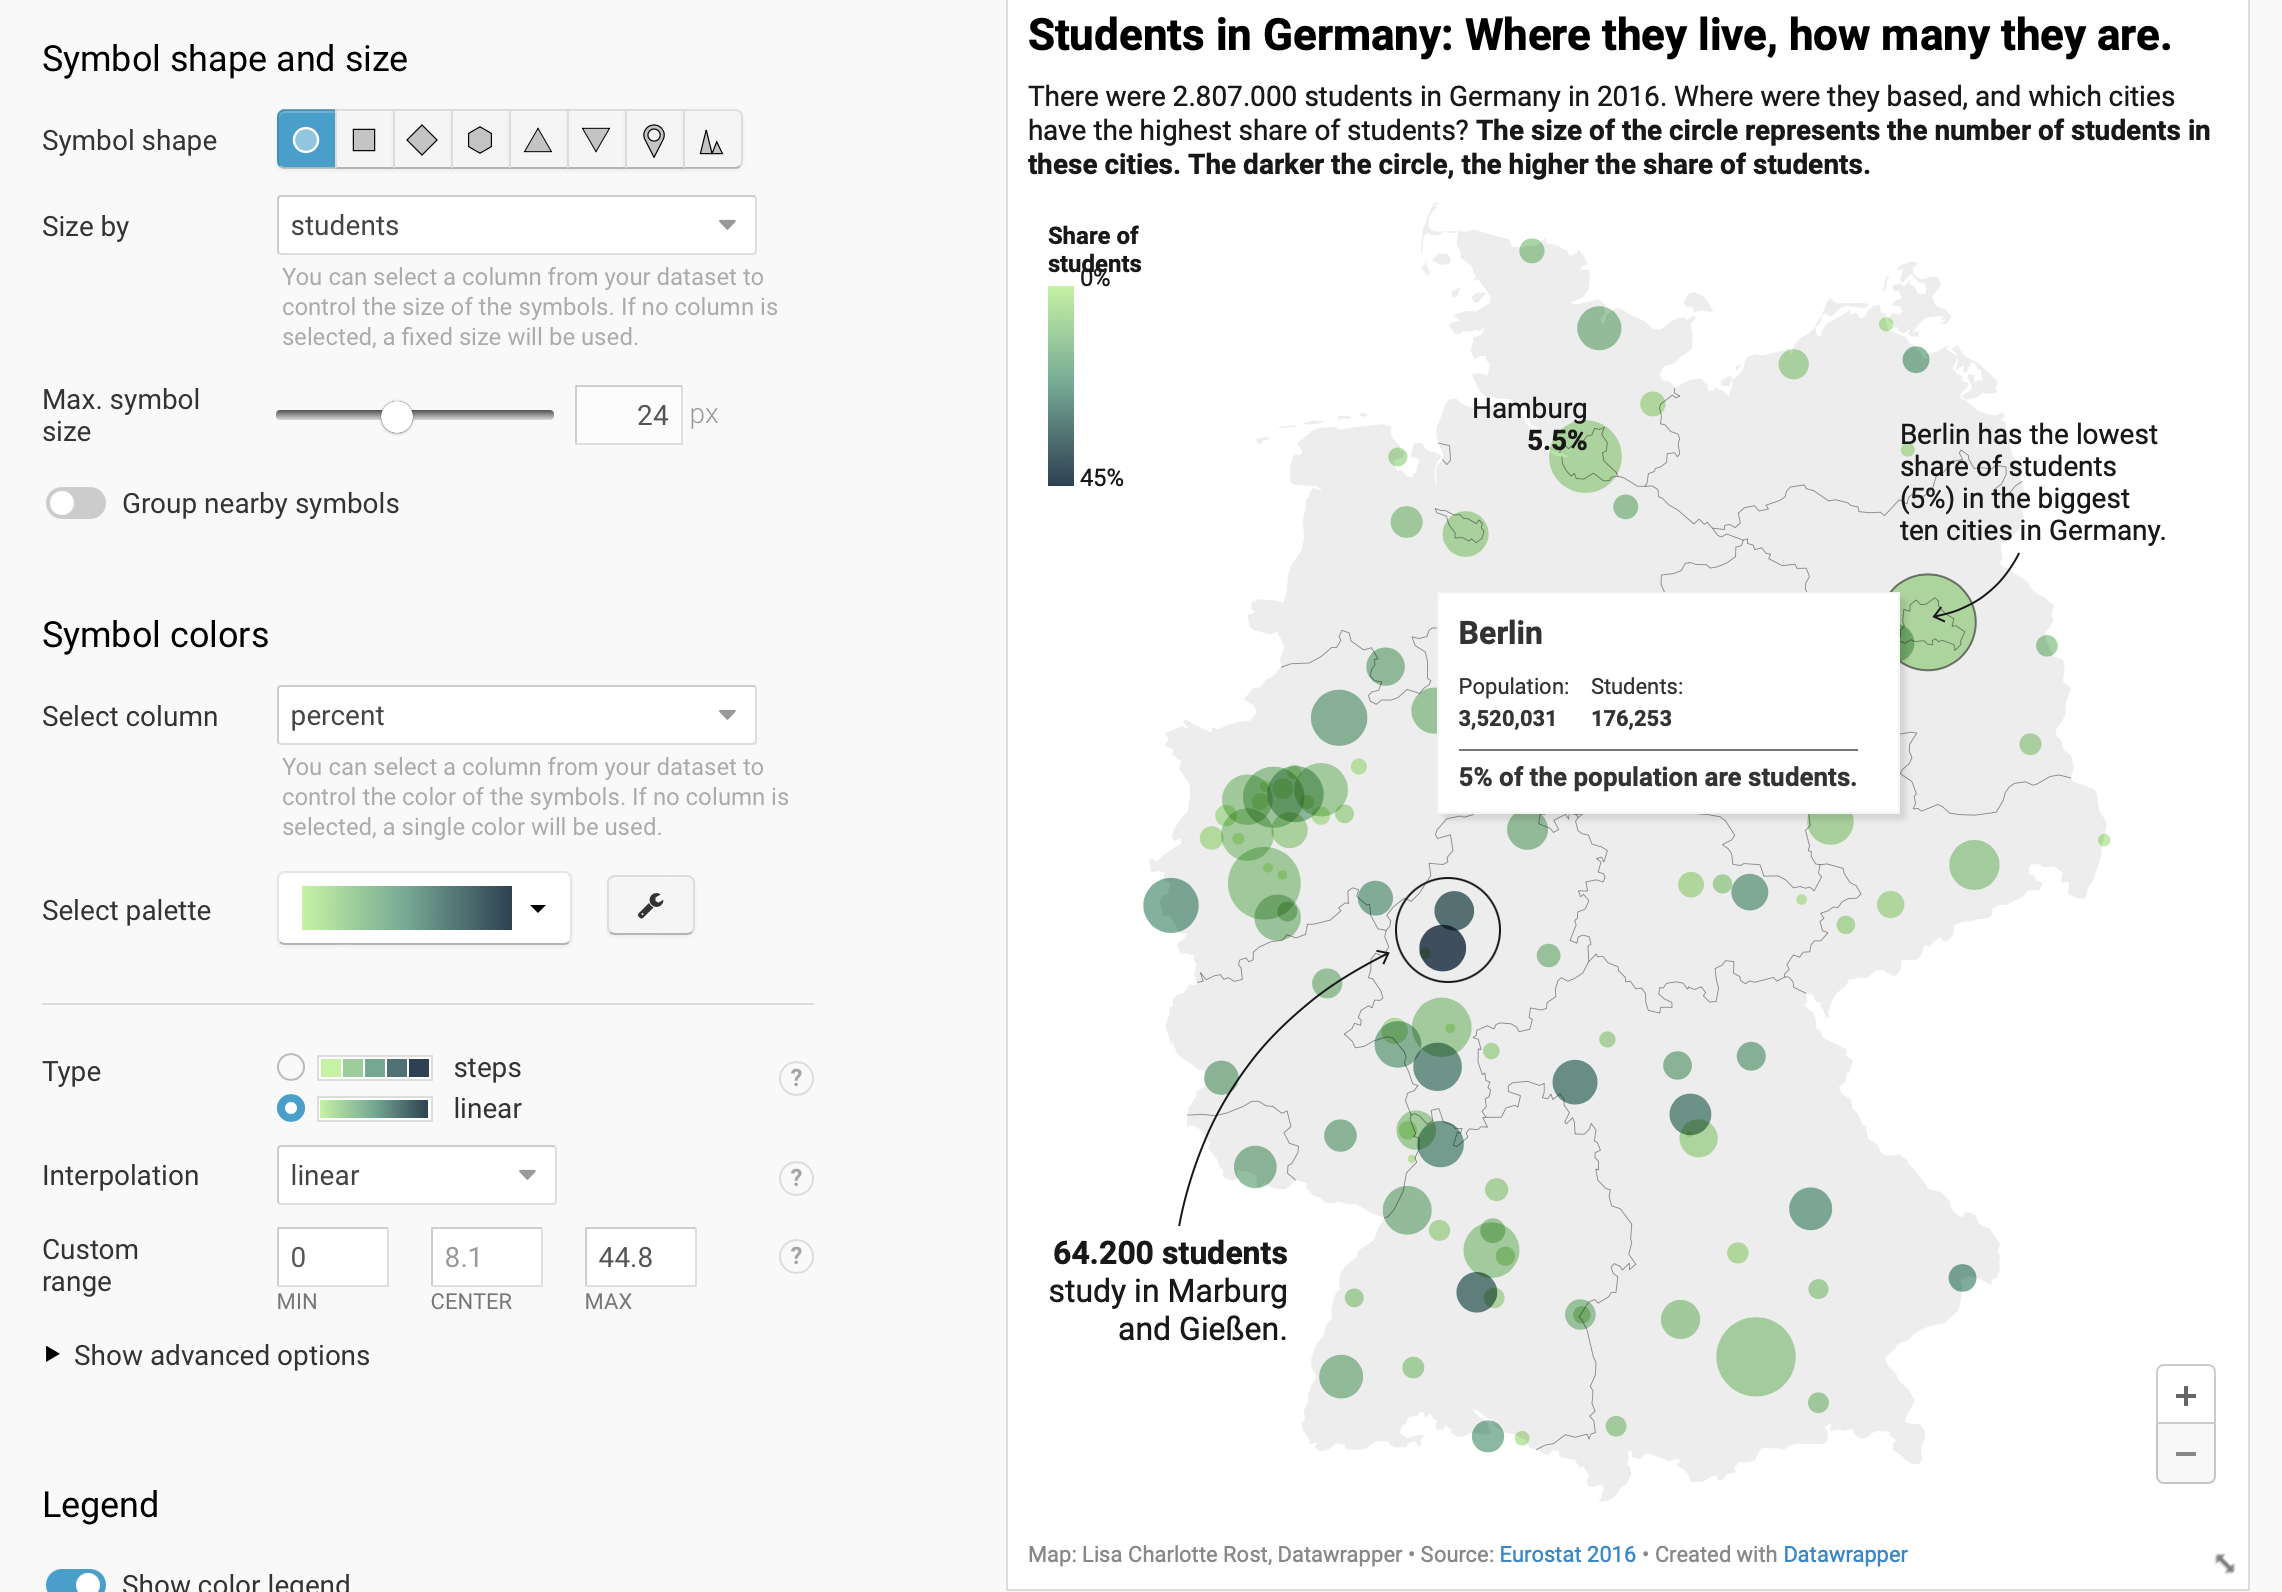 Symbol shape and size
Symbol shape
Size by
students
You can select a column from your dataset to
control the size of the symbols. If no column is
selected, a fixed size will be used.
Max. symbol
size
24
px
Group nearby symbols
Symbol colors
Select column
percent
You can select a column from your dataset to
control the color of the symbols. If no column is
selected, a single color will be used.
Select palette
Type
steps
?
linear
Interpolation
linear
?
Custom
range
0
8.1
44.8
?
MIN
CENTER
MAX
Show advanced options
Legend
Show color legend
Students in Germany: Where they live, how many they are.
There were 2.807.000 students in Germany in 2016. Where were they based, and which cities
have the highest share of students? The size of the circle represents the number of students in
these cities. The darker the circle, the higher the share of students.
Share of
students
0%
45%
Hamburg
5.5%
Berlin has the lowest
share of students
(5%) in the biggest
ten cities in Germany.
Berlin
Population: Students:
3,520,031 176,253
5% of the population are students.
64.200 students
study in Marburg
and Gießen.
+
−
Map: Lisa Charlotte Rost, Datawrapper • Source: Eurostat 2016 • Created with Datawrapper